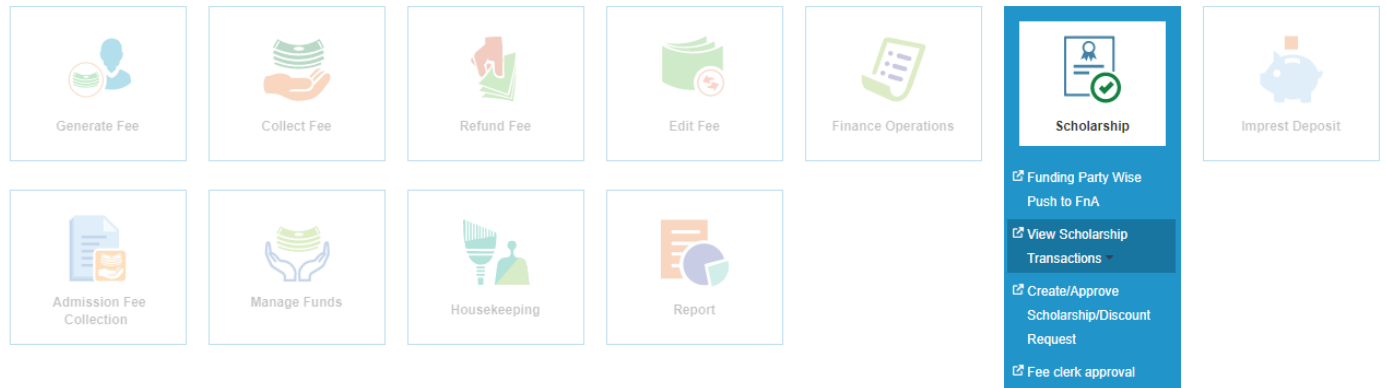 Generate Fee
Collect Fee
Refund Fee
Edit Fee
Finance Operations
Scholarship
Imprest Deposit
Funding Party Wise
Push to FnA
View Scholarship
Transactions
Create/Approve
Scholarship/Discount
Request
Fee clerk approval
Admission Fee
Collection
Manage Funds
Housekeeping
Report